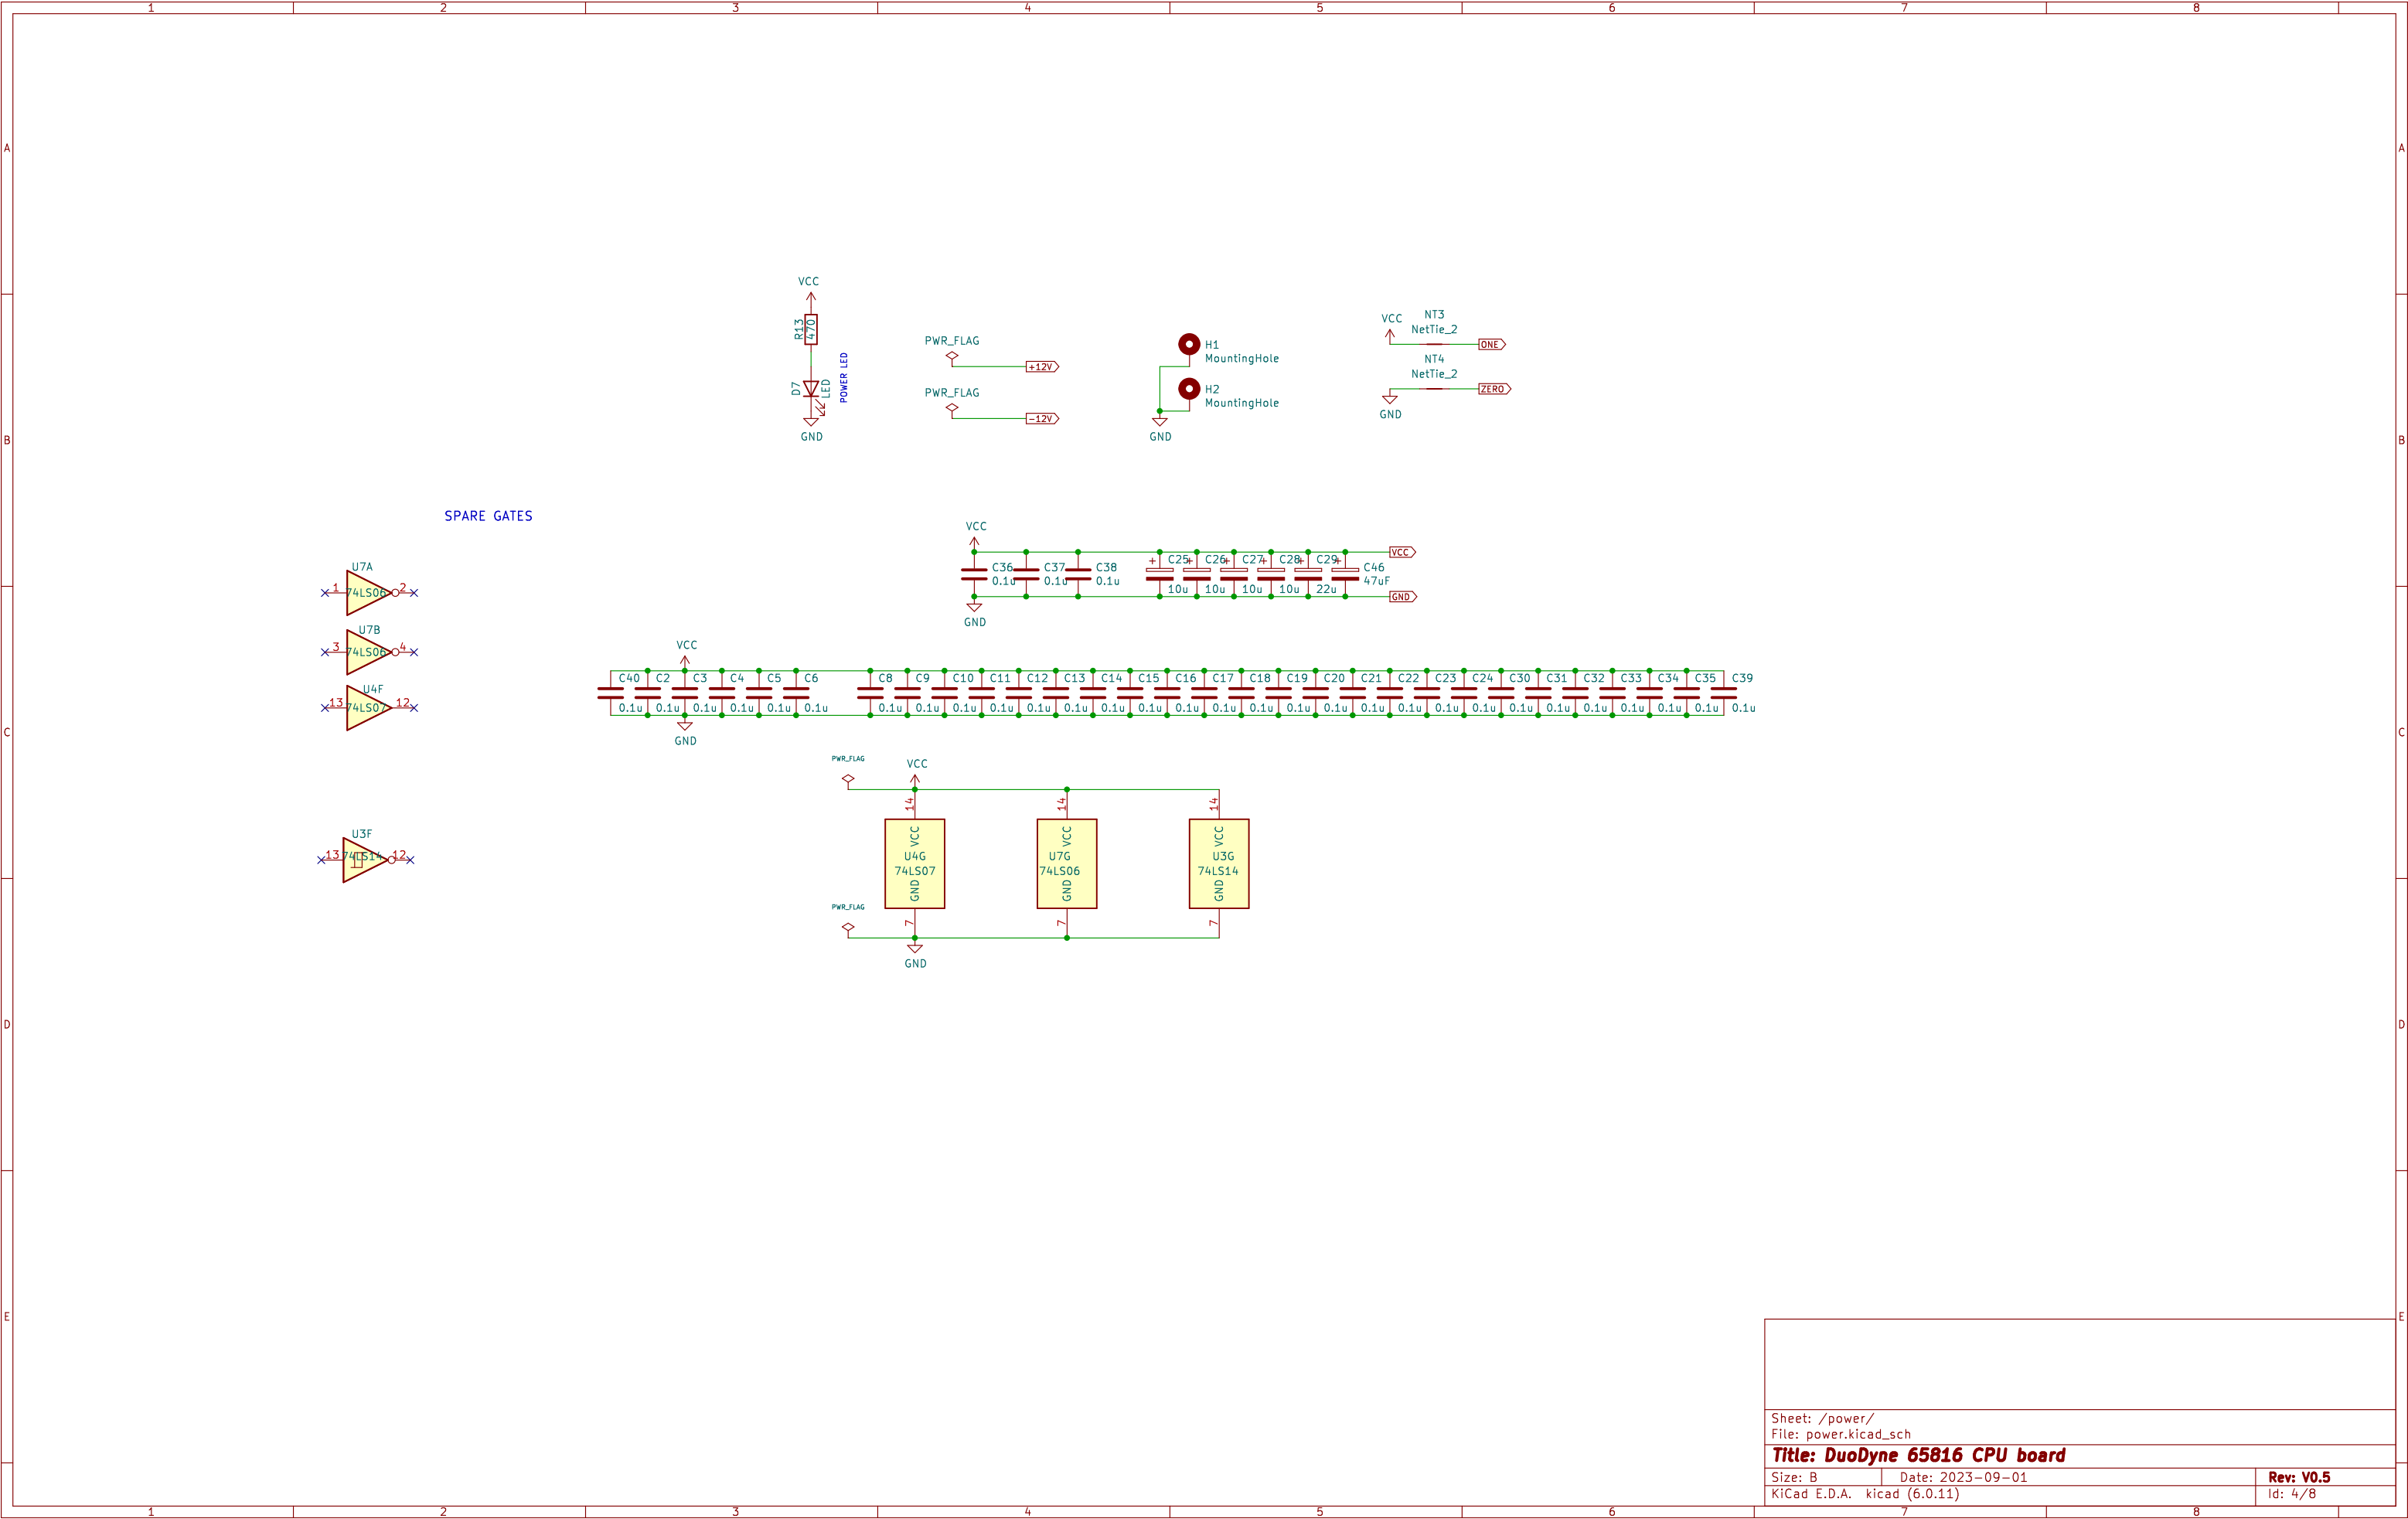 1 2 3 4 5 6 7 8
A A
VCC
R13 470
D7 LED
POWER LED
GND
PWR_FLAG
+12V
PWR_FLAG
-12V
H1
MountingHole
H2
MountingHole
GND
VCC
NT3
NetTie_2
ONE
NT4
NetTie_2
ZERO
GND
B B
SPARE GATES
U7A
1 74LS06 2
U7B
3 74LS06 4
U4F
13 74LS07 12
U3F
13 74LS14 12
VCC
VCC
C36 C37 C38 + C25 + C26 + C27 + C28 + C29 + C46
0.1u 0.1u 0.1u 10u 10u 10u 10u 22u 47uF
GND
GND
VCC
C40 C2 C3 C4 C5 C6 C8 C9 C10 C11 C12 C13 C14 C15 C16 C17 C18 C19 C20 C21 C22 C23 C24 C30 C31 C32 C33 C34 C35 C39
0.1u 0.1u 0.1u 0.1u 0.1u 0.1u 0.1u 0.1u 0.1u 0.1u 0.1u 0.1u 0.1u 0.1u 0.1u 0.1u 0.1u 0.1u 0.1u 0.1u 0.1u 0.1u 0.1u 0.1u 0.1u 0.1u 0.1u 0.1u 0.1u 0.1u
GND
C C
PWR_FLAG
VCC
14 14 14
VCC VCC VCC
U4G U7G U3G
74LS07 74LS06 74LS14
GND GND GND
7 7 7
PWR_FLAG
GND
D D
E E
Sheet: /power/
File: power.kicad_sch
Title: DuoDyne 65816 CPU board
Size: B Date: 2023-09-01 Rev: V0.5
KiCad E.D.A. kicad (6.0.11) Id: 4/8
1 2 3 4 5 6 7 8